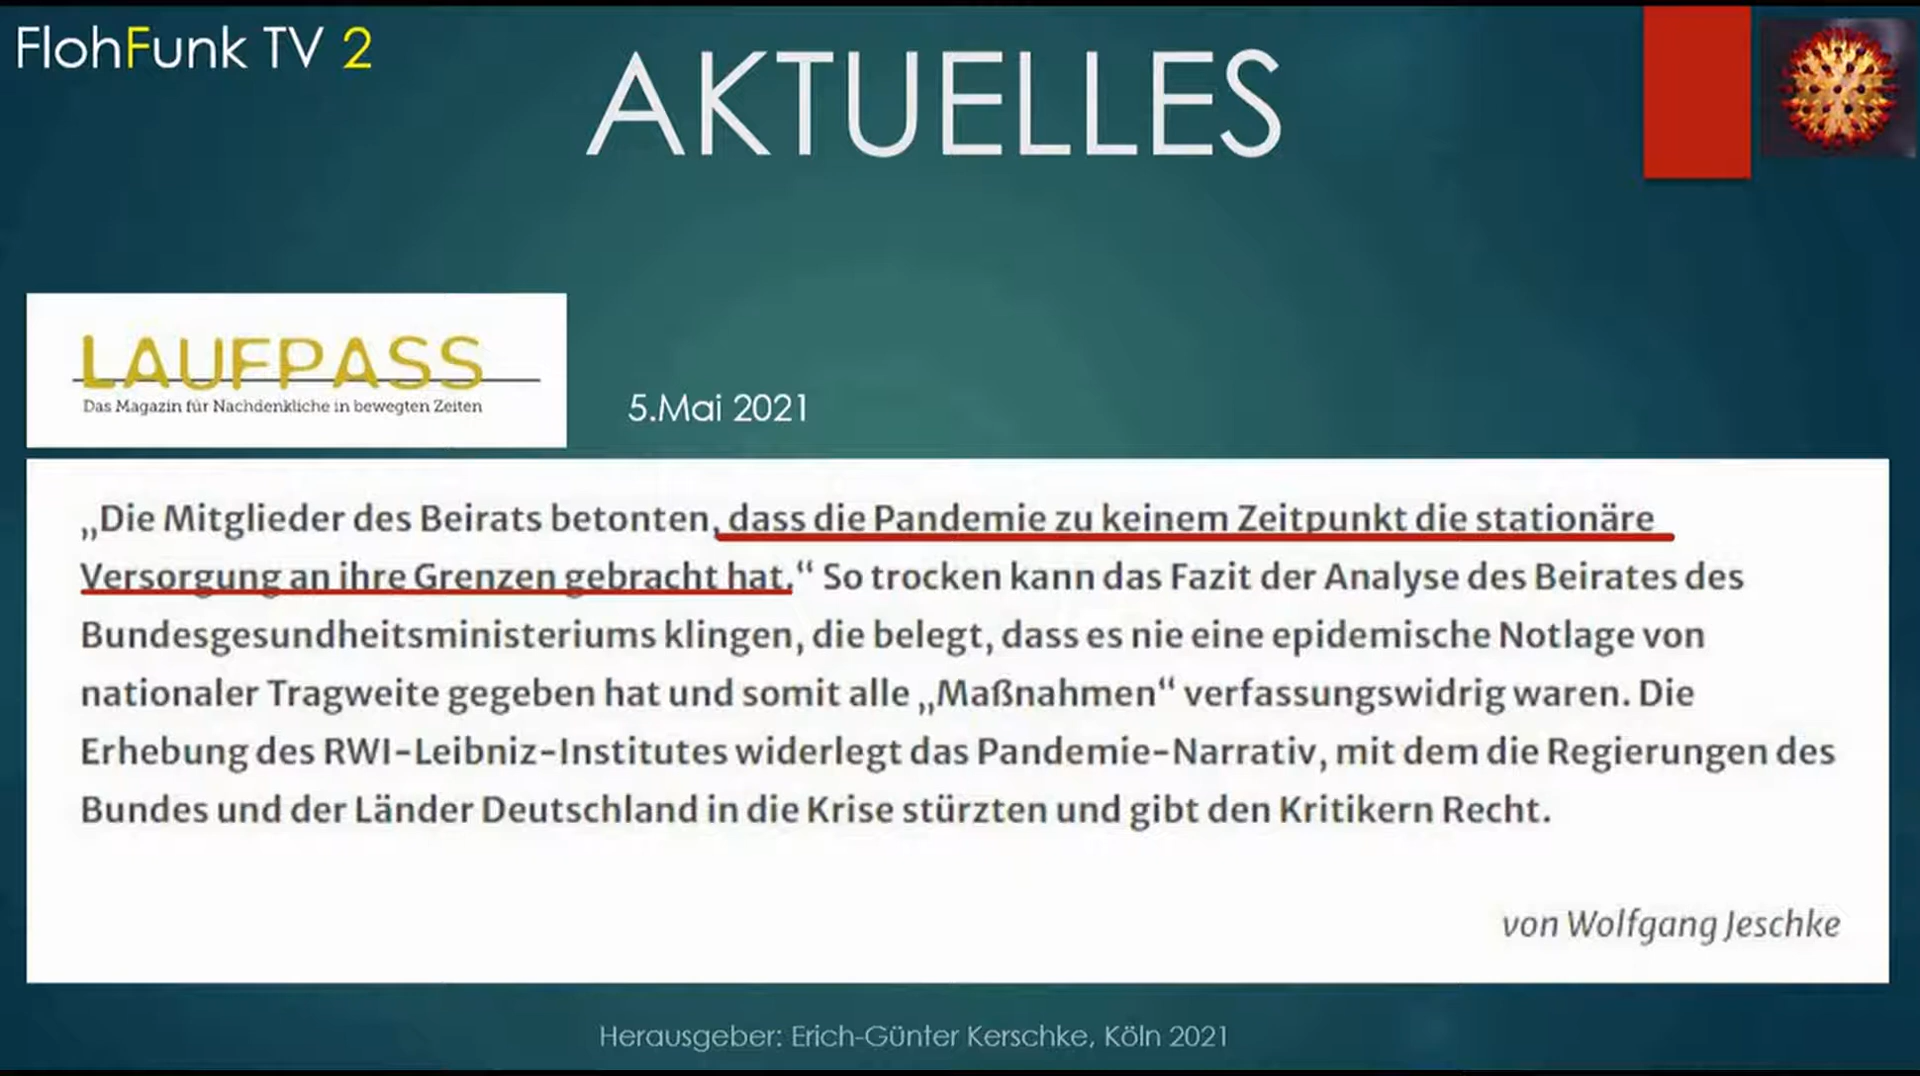 FlohFunk TV 2
AKTUELLES
LAUFPASS
Das Magazin für Nachdenkliche in bewegten Zeiten
5.Mai 2021
„Die Mitglieder des Beirats betonten, dass die Pandemie zu keinem Zeitpunkt die stationäre
Versorgung an ihre Grenzen gebracht hat.“ So trocken kann das Fazit der Analyse des Beirates des
Bundesgesundheitsministeriums klingen, die belegt, dass es nie eine epidemische Notlage von
nationaler Tragweite gegeben hat und somit alle „Maßnahmen“ verfassungswidrig waren. Die
Erhebung des RWI-Leibniz-Institutes widerlegt das Pandemie-Narrativ, mit dem die Regierungen des
Bundes und der Länder Deutschland in die Krise stürzten und gibt den Kritikern Recht.
von Wolfgang Jeschke
Herausgeber: Erich-Günter Kerschke, Köln 2021